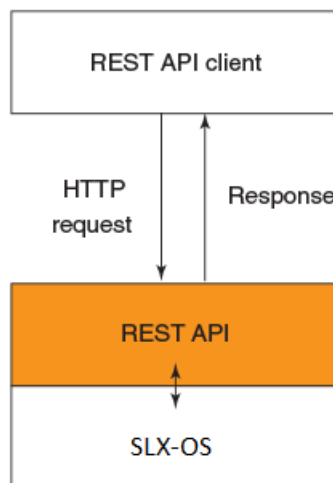 REST API client
HTTP
request
Response
REST API
SLX-OS